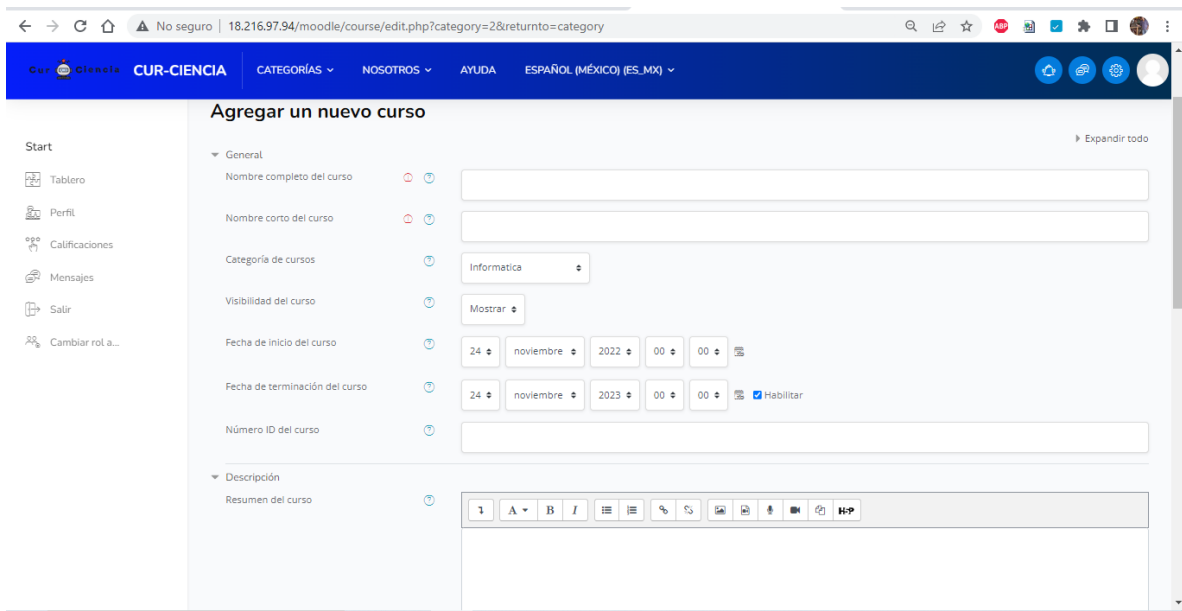 No seguro | 18.216.97.94/moodle/course/edit.php?category=2&returnto=category
ABP
Cur ECD Ciencia CUR-CIENCIA CATEGORÍAS NOSOTROS AYUDA ESPAÑOL (MÉXICO) (ES_MX)
Agregar un nuevo curso
Expandir todo
Start
Tablero
Perfil
Calificaciones
Mensajes
Salir
Cambiar rol a...
General
Nombre completo del curso
Nombre corto del curso
Categoría de cursos Informatica
Visibilidad del curso Mostrar
Fecha de inicio del curso 24 noviembre 2022 00 00
Fecha de terminación del curso 24 noviembre 2023 00 00 Habilitar
Número ID del curso
Descripción
Resumen del curso
A B I H-P